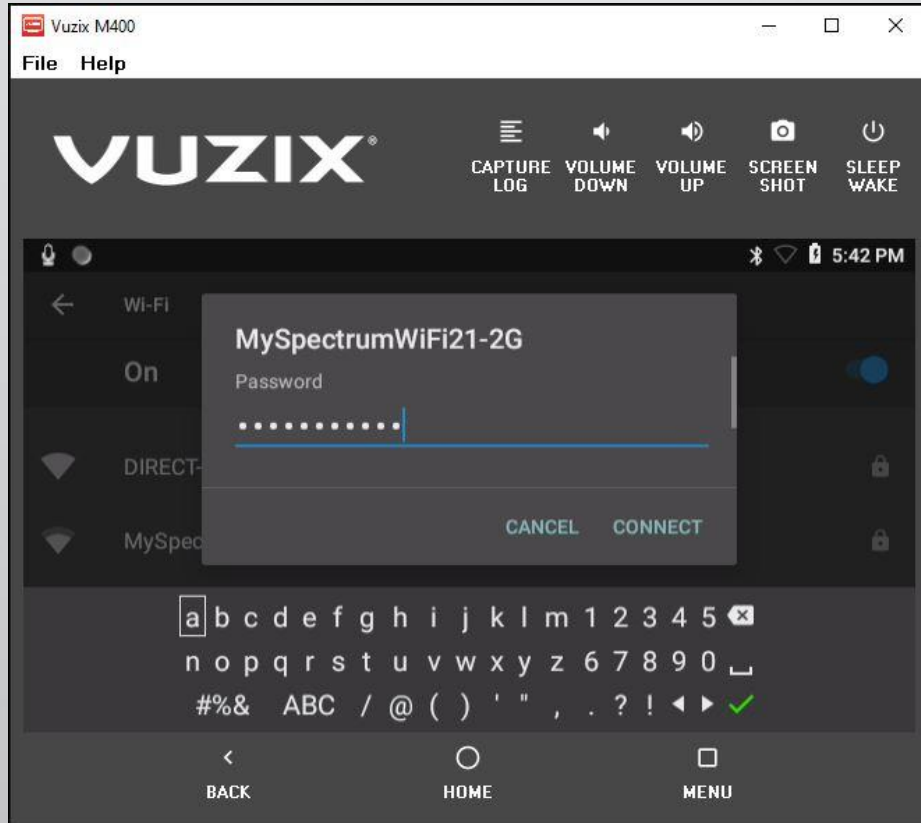 Vuzix M400
File Help
VUZIX®
CAPTURE LOG
VOLUME DOWN
VOLUME UP
SCREEN SHOT
SLEEP WAKE
5:42 PM
Wi-Fi
MySpectrumWiFi21-2G
On
Password
•••••••••••
DIRECT-
CANCEL CONNECT
MySpec
a b c d e f g h i j k l m 1 2 3 4 5
n o p q r s t u v w x y z 6 7 8 9 0
#%& ABC / @ ( ) ' " , . ? !
BACK HOME MENU